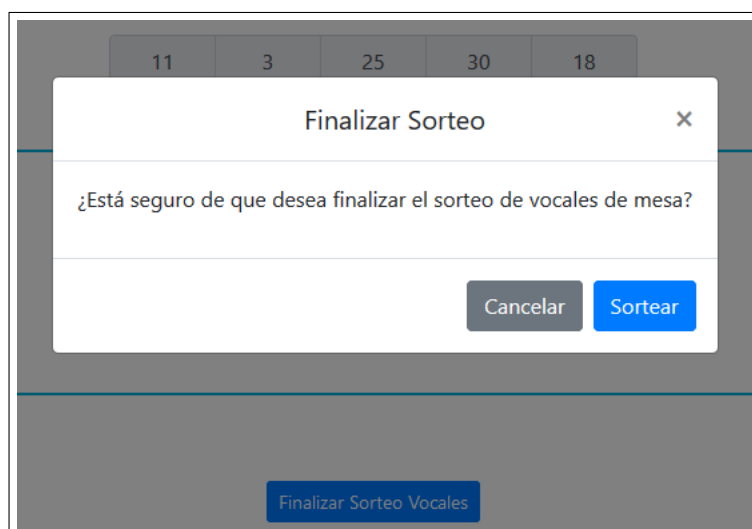 11 3 25 30 18
Finalizar Sorteo ×
¿Está seguro de que desea finalizar el sorteo de vocales de mesa?
Cancelar Sortear
Finalizar Sorteo Vocales